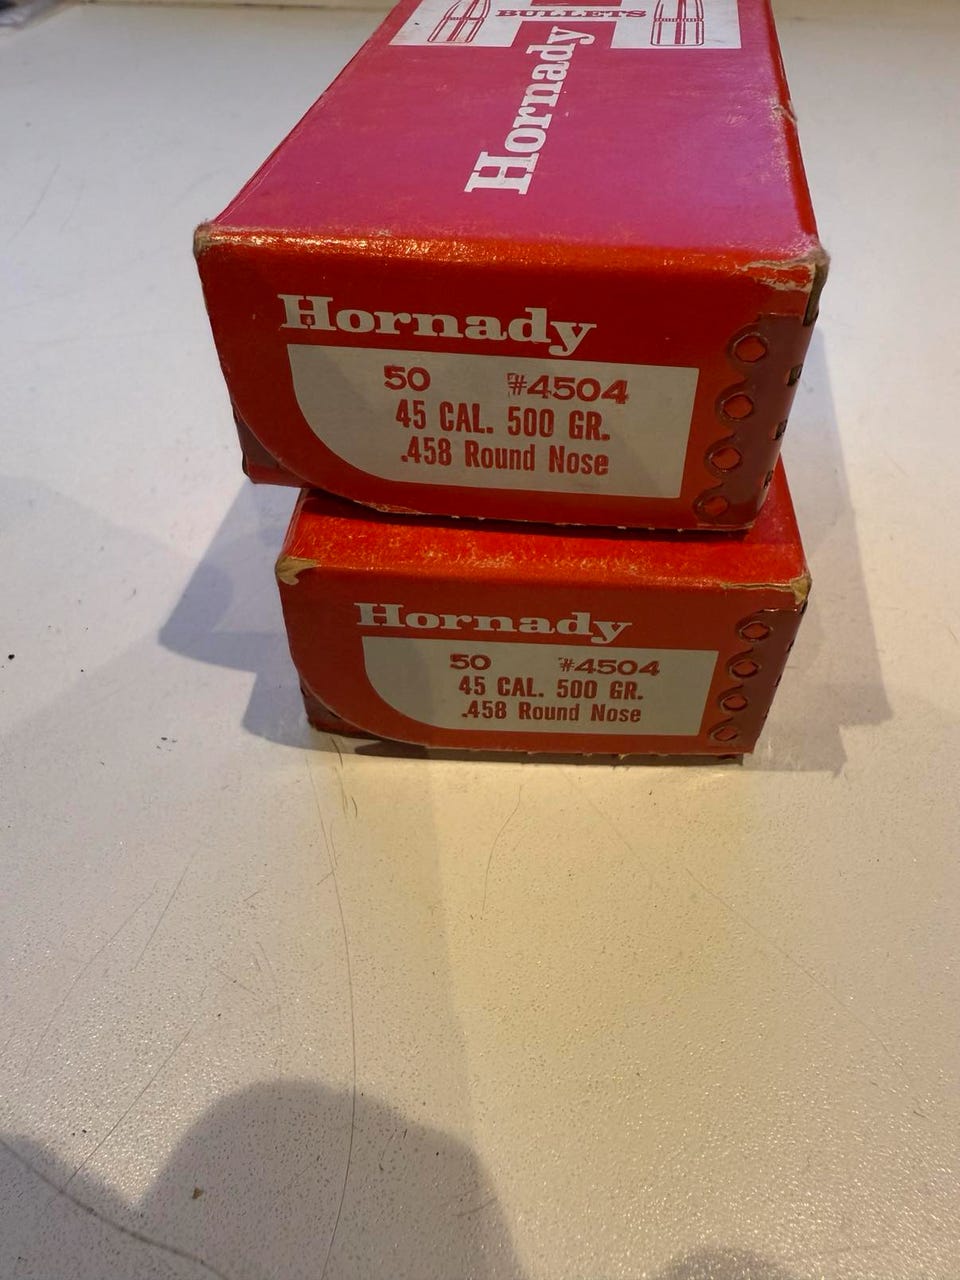 BULLETS
Hornady
Hornady
50 #4504
45 CAL. 500 GR.
.458 Round Nose
Hornady
50 #4504
45 CAL. 500 GR.
.458 Round Nose